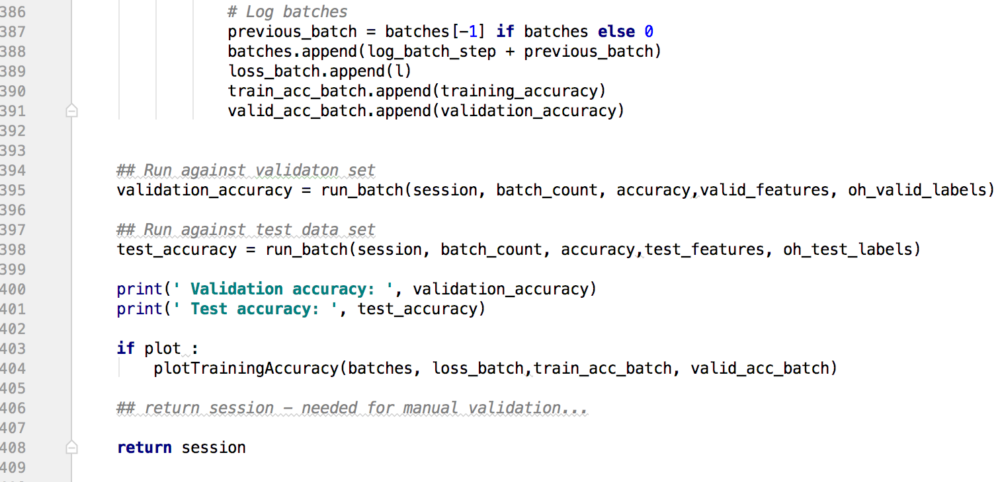 386 # Log batches
387 previous_batch = batches[-1] if batches else 0
388 batches.append(log_batch_step + previous_batch)
389 loss_batch.append(l)
390 train_acc_batch.append(training_accuracy)
391 valid_acc_batch.append(validation_accuracy)
392
393
394 ## Run against validaton set
395 validation_accuracy = run_batch(session, batch_count, accuracy,valid_features, oh_valid_labels)
396
397 ## Run against test data set
398 test_accuracy = run_batch(session, batch_count, accuracy,test_features, oh_test_labels)
399
400 print(' Validation accuracy: ', validation_accuracy)
401 print(' Test accuracy: ', test_accuracy)
402
403 if plot :
404 plotTrainingAccuracy(batches, loss_batch,train_acc_batch, valid_acc_batch)
405
406 ## return session – needed for manual validation...
407
408 return session
409